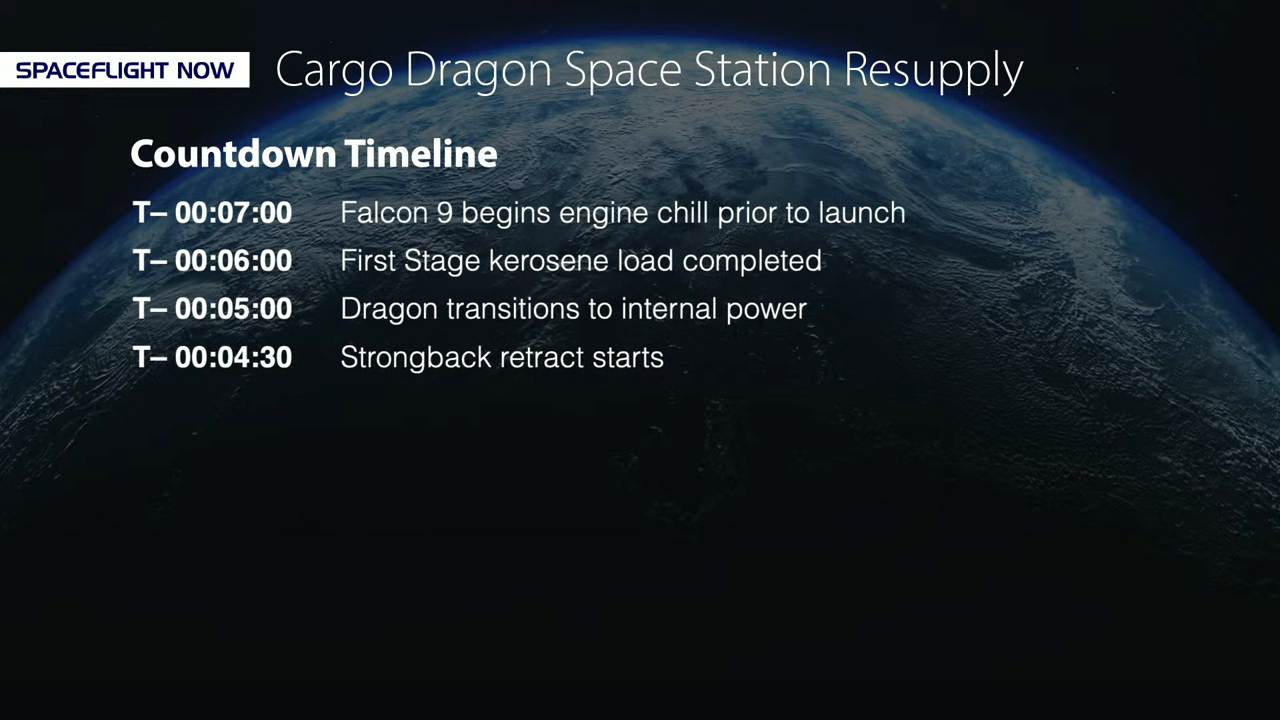 SPACEFLIGHT NOW
Cargo Dragon Space Station Resupply
Countdown Timeline
T– 00:07:00 Falcon 9 begins engine chill prior to launch
T– 00:06:00 First Stage kerosene load completed
T– 00:05:00 Dragon transitions to internal power
T– 00:04:30 Strongback retract starts